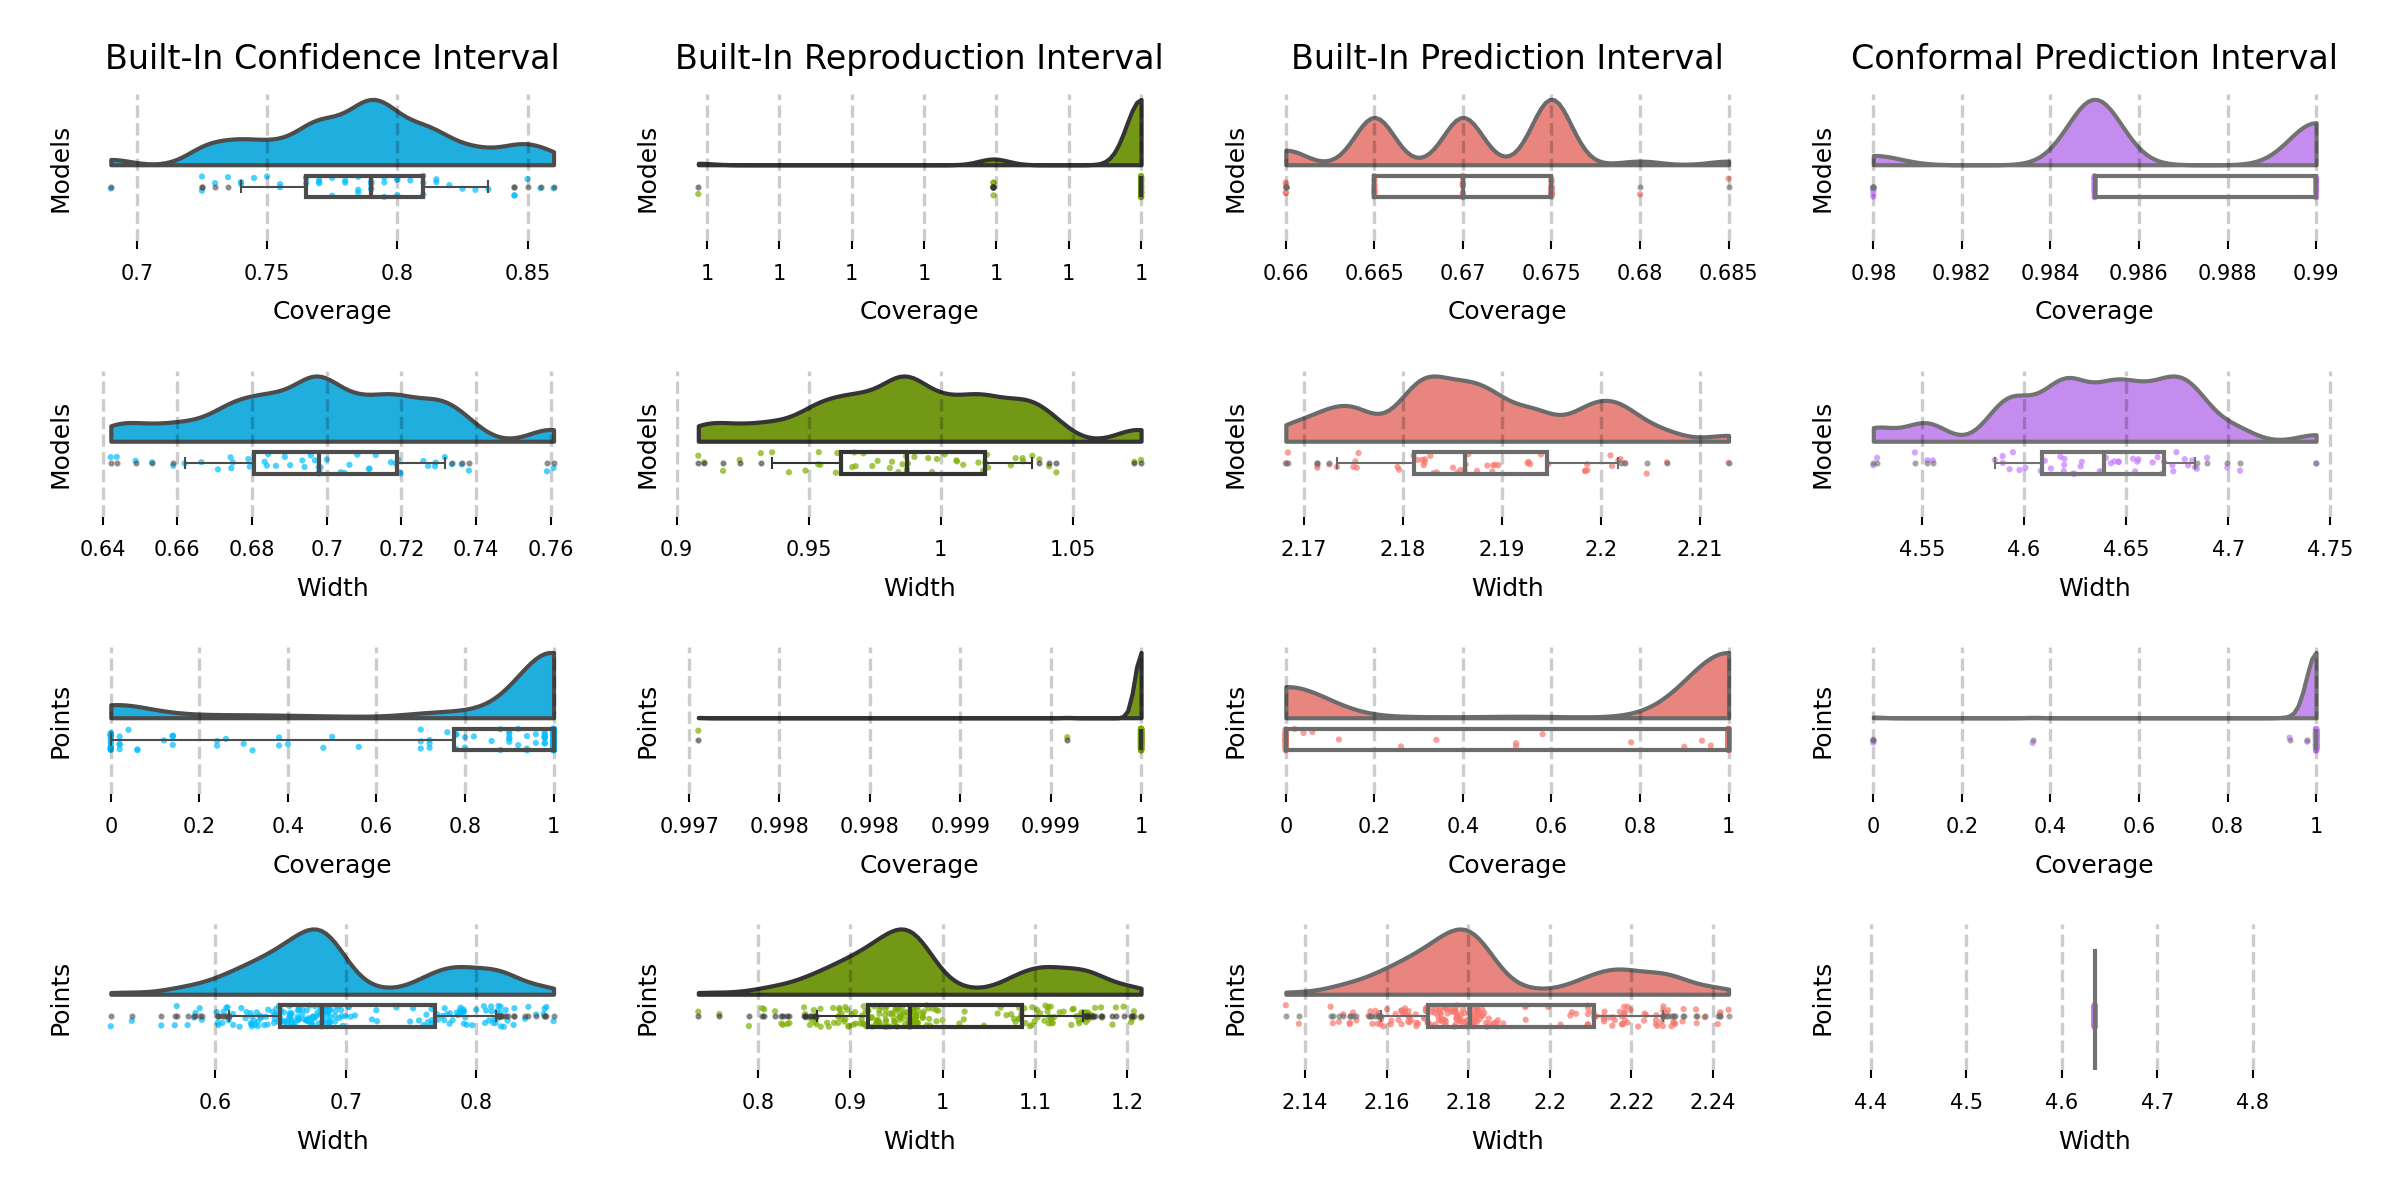 Built-In Confidence Interval Built-In Reproduction Interval Built-In Prediction Interval Conformal Prediction Interval
Models Models Models Models
0.7 0.75 0.8 0.85 1 1 1 1 1 1 1 0.66 0.665 0.67 0.675 0.68 0.685 0.98 0.982 0.984 0.986 0.988 0.99
Coverage Coverage Coverage Coverage
Models Models Models Models
0.64 0.66 0.68 0.7 0.72 0.74 0.76 0.9 0.95 1 1.05 2.17 2.18 2.19 2.2 2.21 4.55 4.6 4.65 4.7 4.75
Width Width Width Width
Points Points Points Points
0 0.2 0.4 0.6 0.8 1 0.997 0.998 0.998 0.999 0.999 1 0 0.2 0.4 0.6 0.8 1 0 0.2 0.4 0.6 0.8 1
Coverage Coverage Coverage Coverage
Points Points Points Points
0.6 0.7 0.8 0.8 0.9 1 1.1 1.2 2.14 2.16 2.18 2.2 2.22 2.24 4.4 4.5 4.6 4.7 4.8
Width Width Width Width